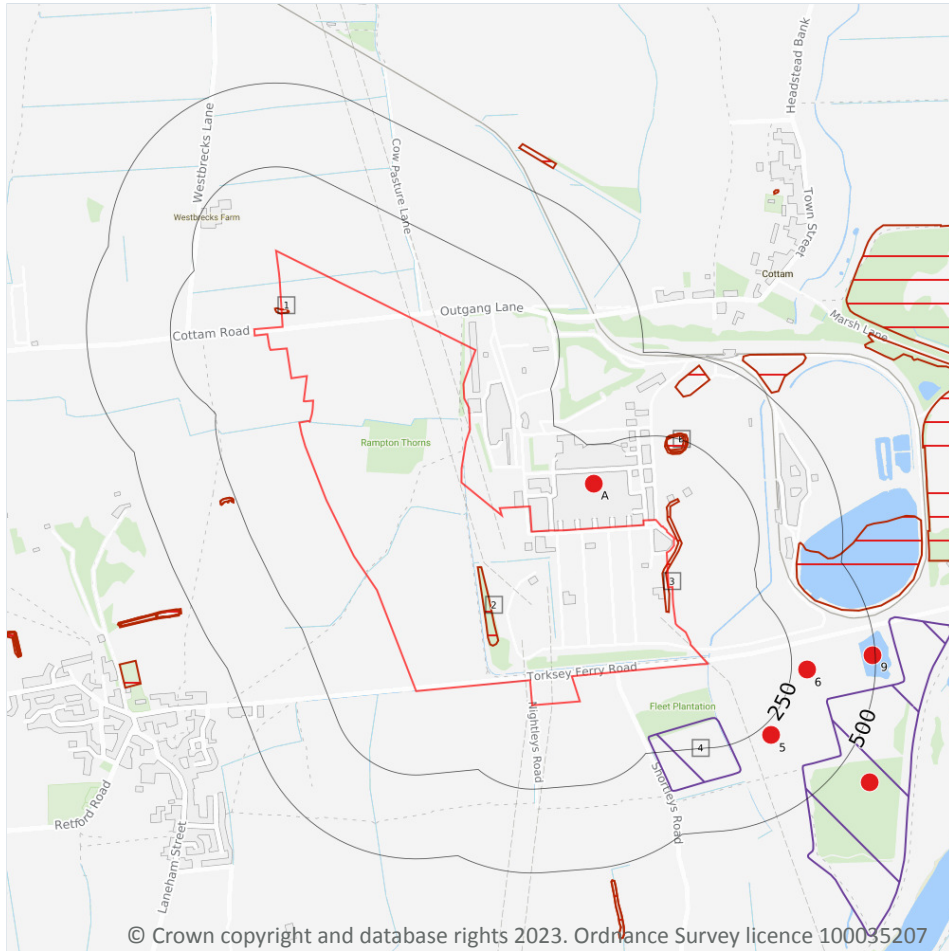 Headstead Bank
Westbrecks Lane
Cow Pasture Lane
Town Street
Westbrecks Farm
Cottam
1
Outgang Lane
Marsh Lane
Cottam Road
Rampton Thorns
A
3
2
Torksey Ferry Road
9
6
250
Fleet Plantation
500
5
4
Nightleys Road
Shortleys Road
Retford Road
Laneham Street
© Crown copyright and database rights 2023. Ordnance Survey licence 100035207